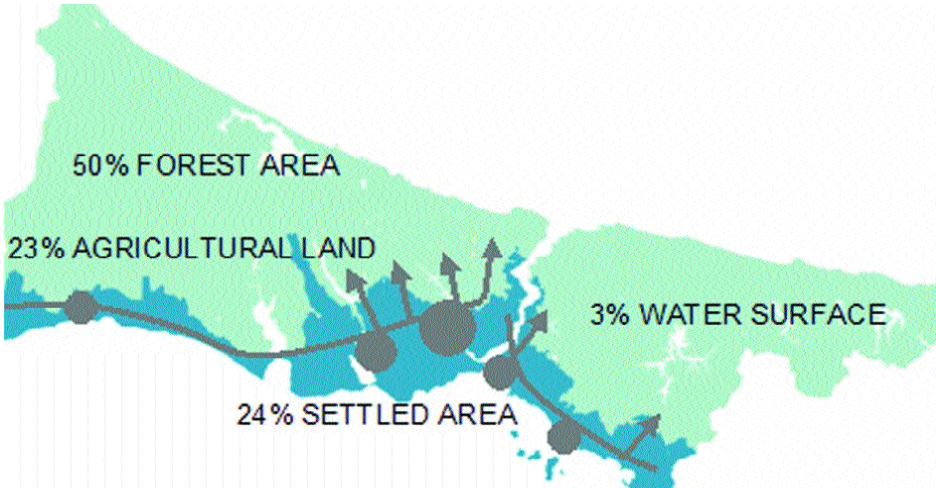 50% FOREST AREA
23% AGRICULTURAL LAND
3% WATER SURFACE
24% SETTLED AREA